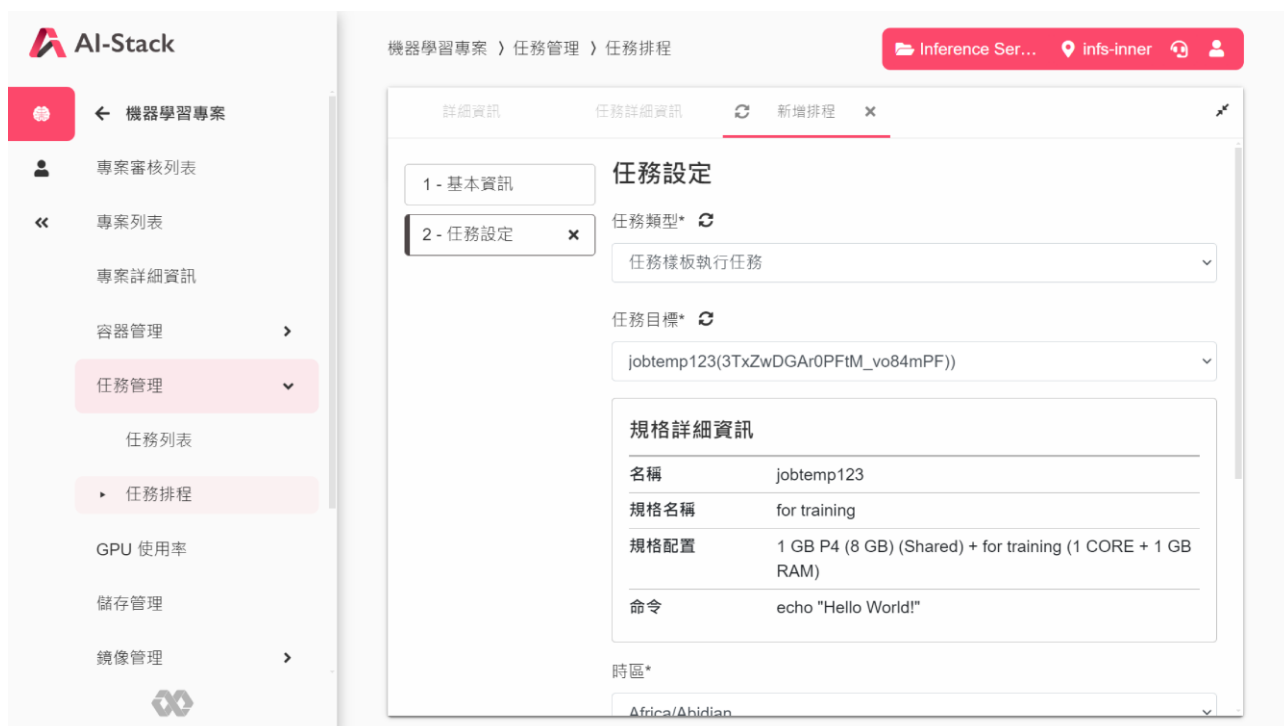 AI-Stack
機器學習專案 ❯ 任務管理 ❯ 任務排程
Inference Ser...
infs-inner
機器學習專案
專案審核列表
專案列表
專案詳細資訊
容器管理
任務管理
任務列表
任務排程
GPU 使用率
儲存管理
鏡像管理
詳細資訊
任務詳細資訊
新增排程
1 - 基本資訊
2 - 任務設定
任務設定
任務類型*
任務樣板執行任務
任務目標*
jobtemp123(3TxZwDGAr0PFtM_vo84mPF))
規格詳細資訊
名稱 jobtemp123
規格名稱 for training
規格配置 1 GB P4 (8 GB) (Shared) + for training (1 CORE + 1 GB
RAM)
命令 echo "Hello World!"
時區*
Africa/Abidjan